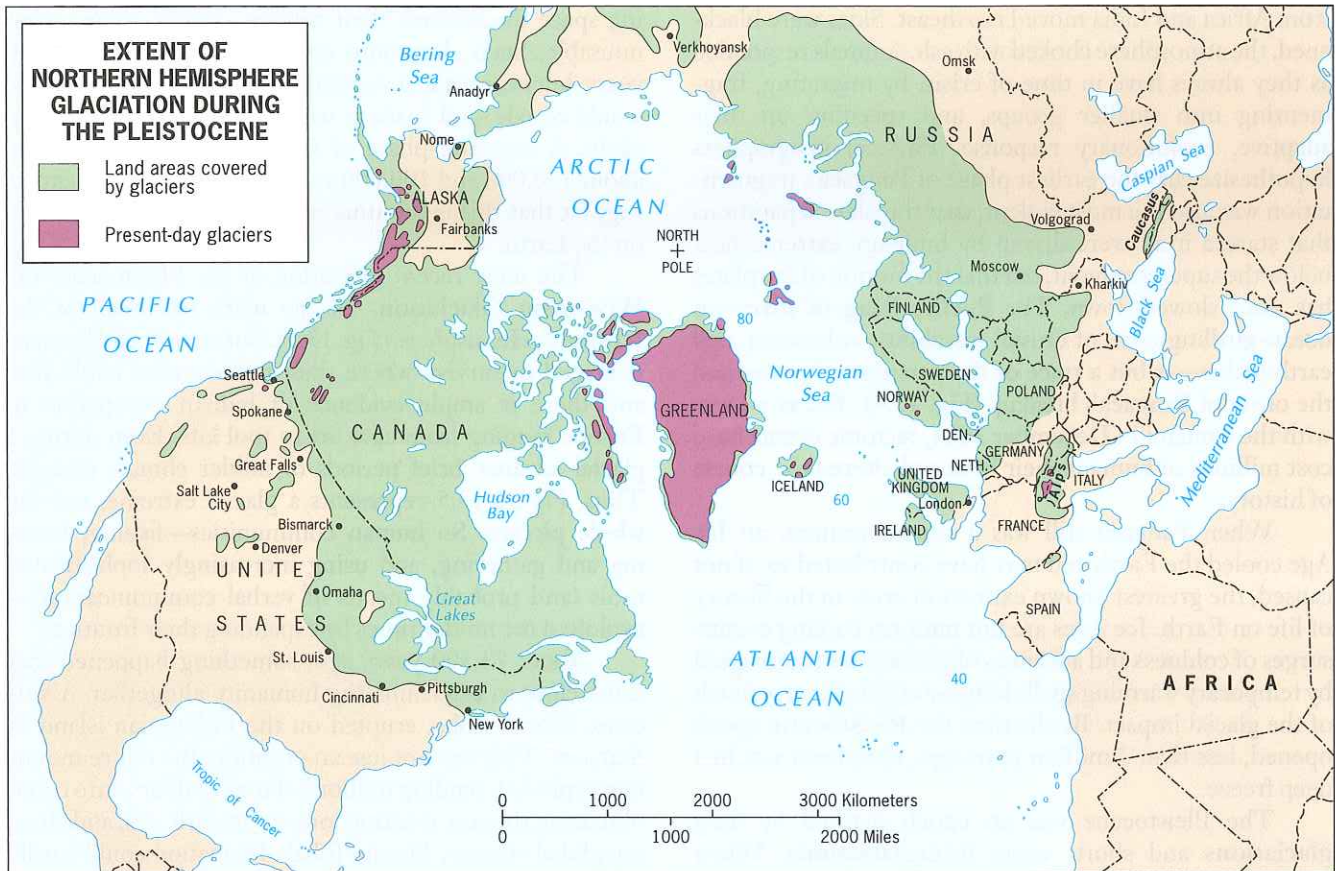 EXTENT OF
NORTHERN HEMISPHERE
GLACIATION DURING
THE PLEISTOCENE
Land areas covered
by glaciers
Present-day glaciers
Bering
Sea
Verkhoyansk
Omsk
Anadyr
RUSSIA
Nome
ARCTIC
OCEAN
Caspian Sea
ALASKA
Fairbanks
Volgograd
Caucasus
NORTH
POLE
Moscow
Kharkiv
PACIFIC
OCEAN
FINLAND
Black Sea
80
Seattle
Norwegian
Sea
SWEDEN
POLAND
NORWAY
Spokane
GREENLAND
CANADA
DEN.
Mediterranean Sea
GERMANY
Great Falls
ICELAND
NETH.
UNITED
KINGDOM
Alps
ITALY
Salt Lake
City
Hudson
Bay
60
London
Bismarck
IRELAND
FRANCE
Denver
UNITED
STATES
Omaha
Great
Lakes
SPAIN
St. Louis
ATLANTIC
OCEAN
40
AFRICA
Cincinnati
Pittsburgh
New York
Tropic of Cancer
0 1000 2000 3000 Kilometers
0 1000 2000 Miles